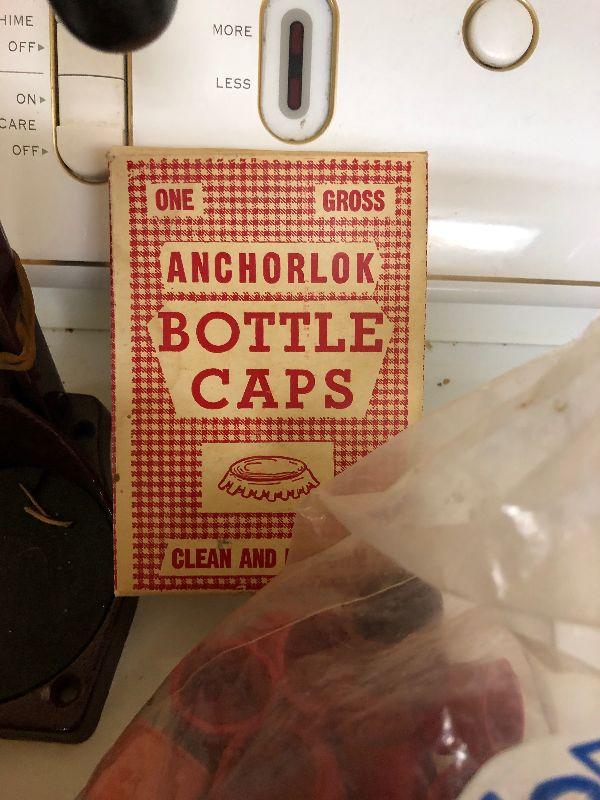 HIME
OFF
ON
CARE
OFF
MORE
LESS
ONE GROSS
ANCHORLOK
BOTTLE
CAPS
CLEAN AND